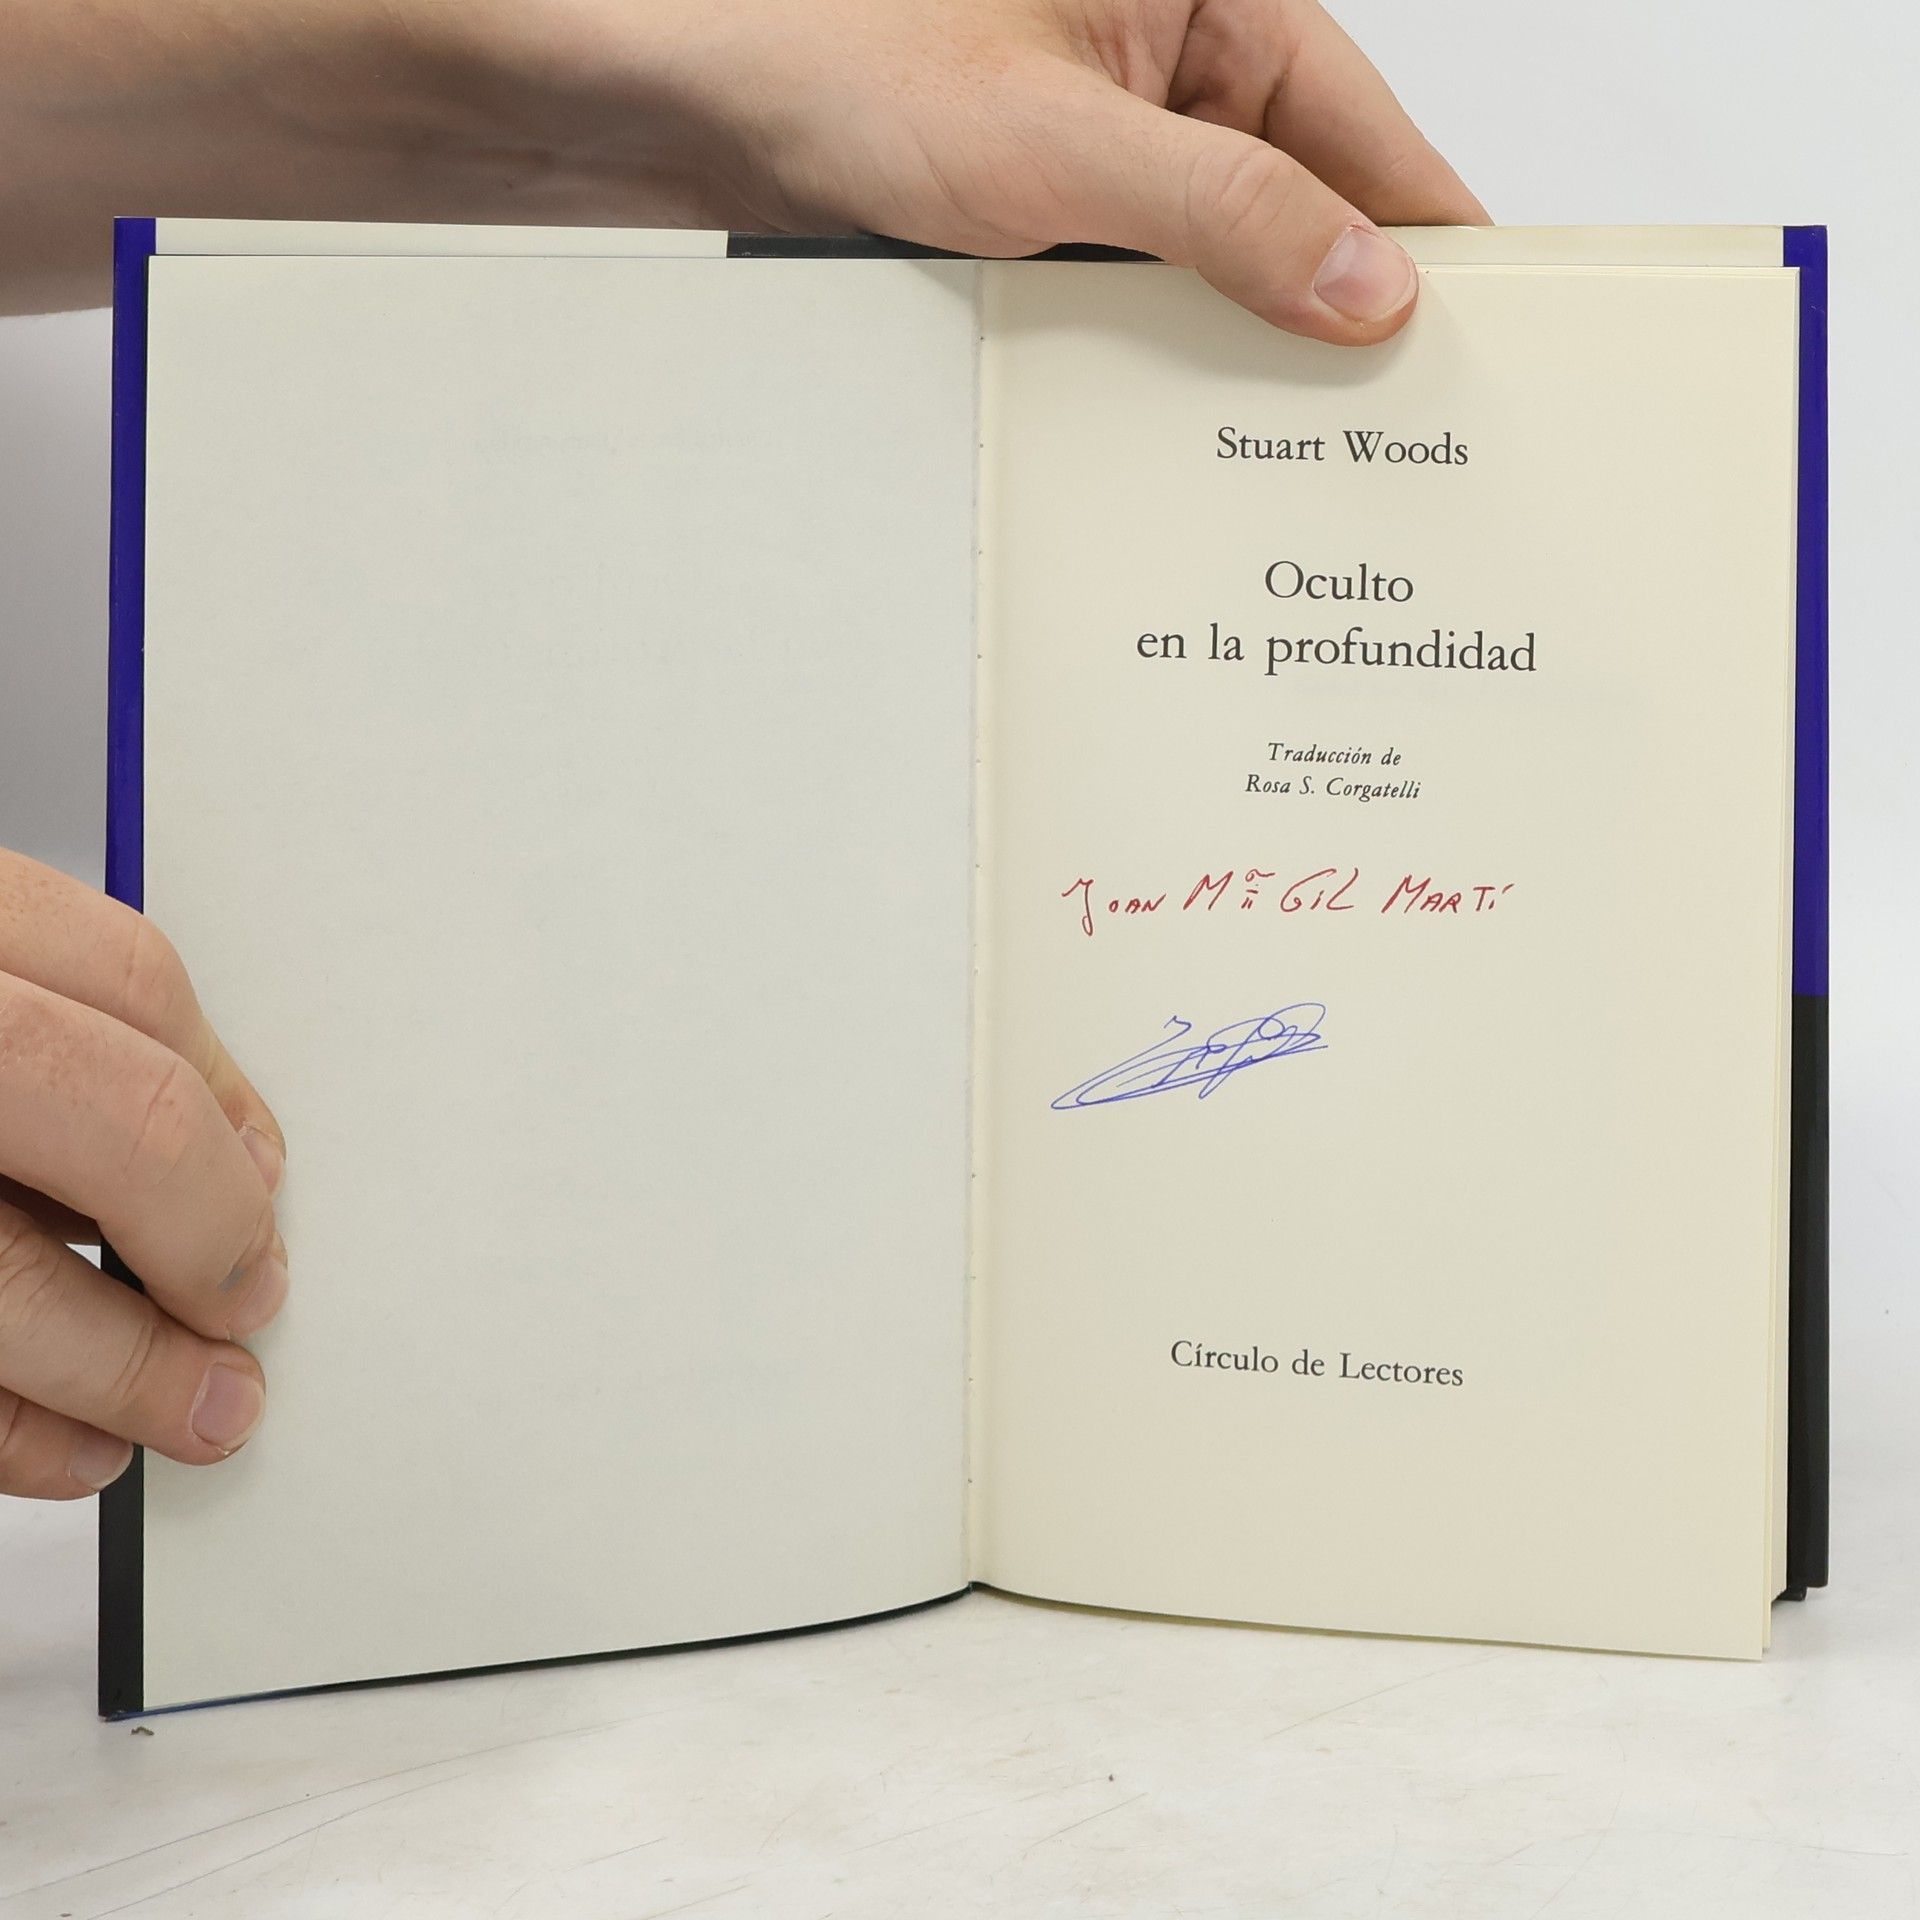 Stuart Woods
Oculto
en la profundidad
Traducción de
Rosa S. Corgatelli
Joan Mª Gil Martí
Círculo de Lectores